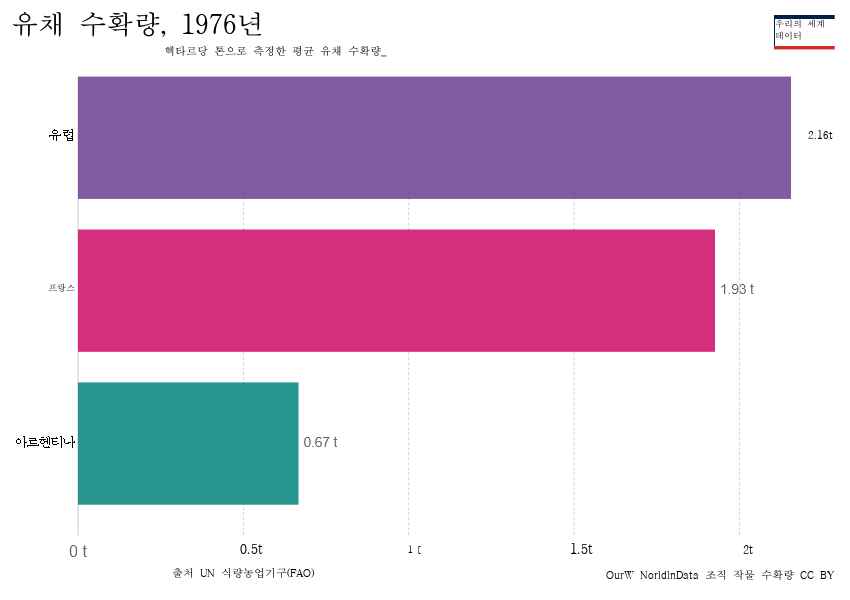 유채 수확량, 1976년
헥타르당 톤으로 측정한 평균 유채 수확량_
우리의 세계
데이터
유럽
2.16t
프랑스
1.93 t
아르헨티나
0.67 t
0 t
0.5t
1 t
1.5t
2t
출처 UN 식량농업기구(FAO)
OurW NorldInData 조직 작물 수확량 CC BY